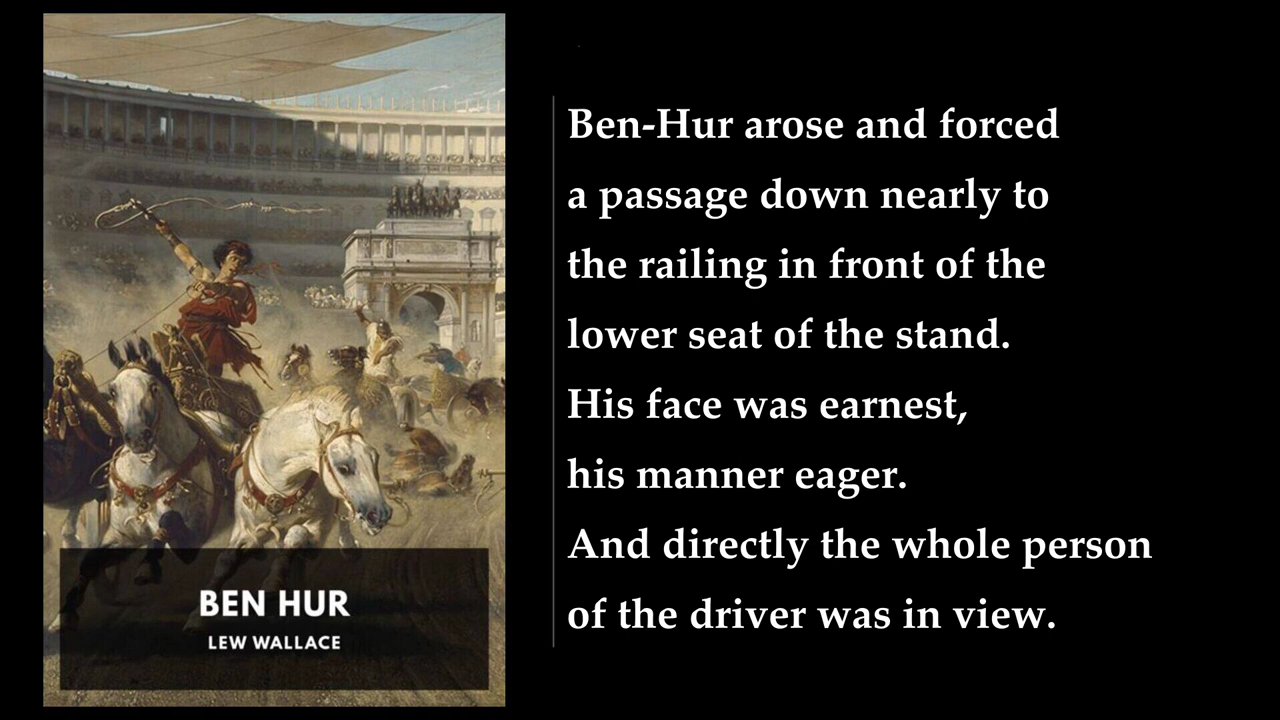 BEN HUR
LEW WALLACE
Ben-Hur arose and forced
a passage down nearly to
the railing in front of the
lower seat of the stand.
His face was earnest,
his manner eager.
And directly the whole person
of the driver was in view.